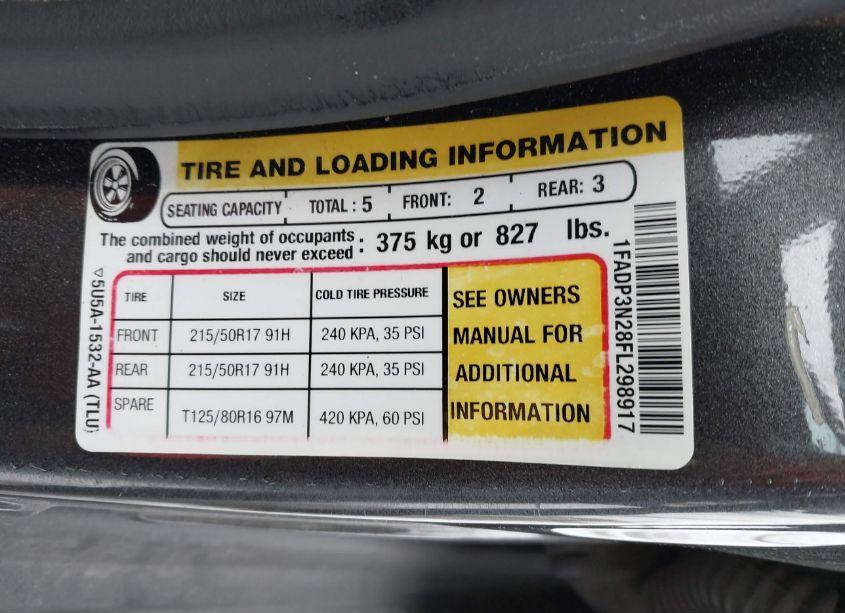 TIRE AND LOADING INFORMATION
SEATING CAPACITY TOTAL : 5 FRONT: 2 REAR: 3
The combined weight of occupants
and cargo should never exceed : 375 kg or 827 lbs.
TIRE SIZE COLD TIRE PRESSURE
FRONT 215/50R17 91H 240 KPA, 35 PSI
REAR 215/50R17 91H 240 KPA, 35 PSI
SPARE T125/80R16 97M 420 KPA, 60 PSI
SEE OWNERS
MANUAL FOR
ADDITIONAL
INFORMATION
5U5A-1532-AA (TLU)
1FADP3N28FL298917